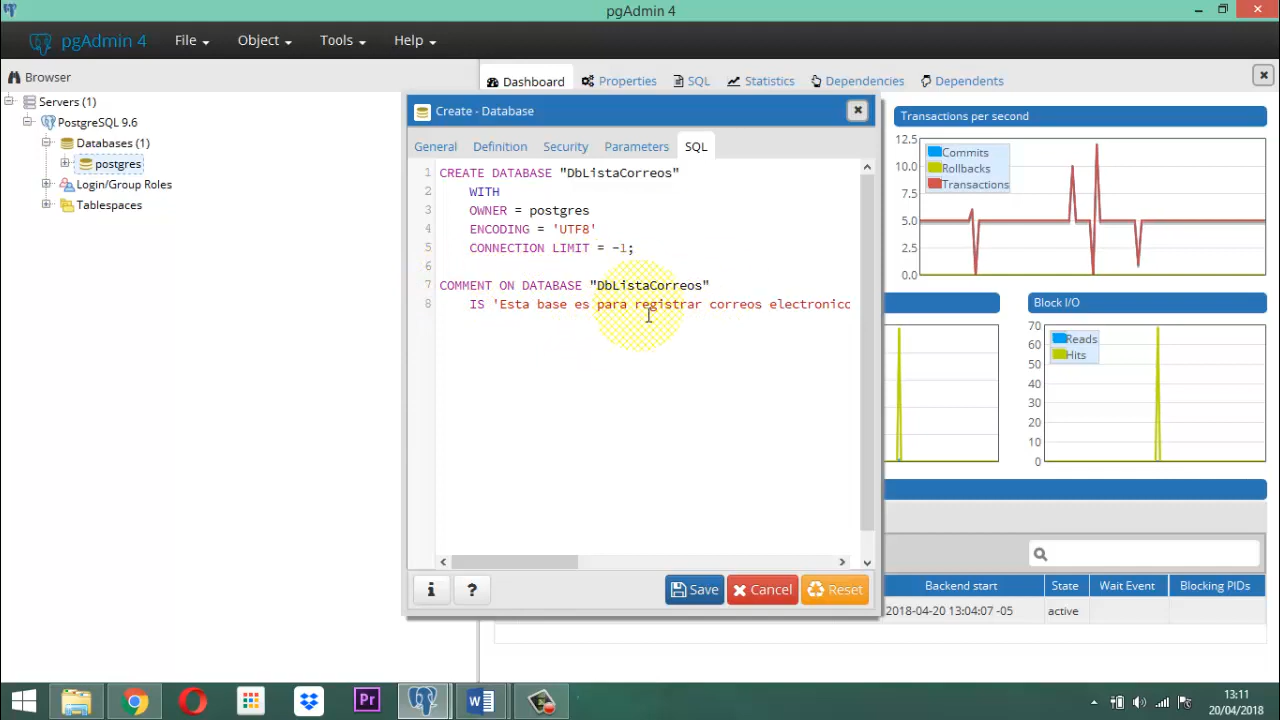 pgAdmin 4
pgAdmin 4 File Object Tools Help
Browser
Dashboard Properties SQL Statistics Dependencies Dependents
Servers (1)
PostgreSQL 9.6
Databases (1)
postgres
Login/Group Roles
Tablespaces
Create - Database
General Definition Security Parameters SQL
1 CREATE DATABASE "DbListaCorreos"
2 WITH
3 OWNER = postgres
4 ENCODING = 'UTF8'
5 CONNECTION LIMIT = -1;
6
7 COMMENT ON DATABASE "DbListaCorreos"
8 IS 'Esta base es para registrar correos electronico
i ? Save Cancel Reset
Transactions per second
12.5
10.0
7.5
5.0
2.5
0.0
Commits
Rollbacks
Transactions
Block I/O
70
60
50
40
30
20
10
0
Reads
Hits
Backend start State Wait Event Blocking PIDs
2018-04-20 13:04:07 -05 active
Pr
13:11
20/04/2018